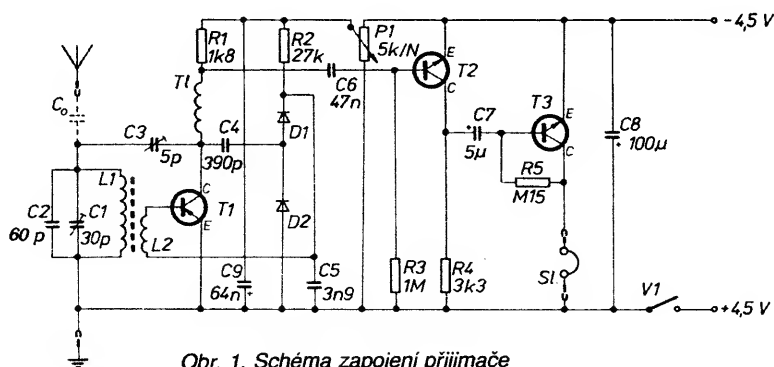 R1
1k8
R2
27k
P1
5k/N
-4,5 V
E
T2
C
Tl
C6
47n
C7
5µ
T3
E
C
C8
100µ
+
Co
C3
5p
C4
390p
D1
R5
M15
C2
60 p
C1
30p
L1
L2
C
T1
E
D2
C9
64n
+
C5
3n9
R3
1M
R4
3k3
Sl.
V1
+4,5 V
Obr. 1. Schéma zapojení přijímače